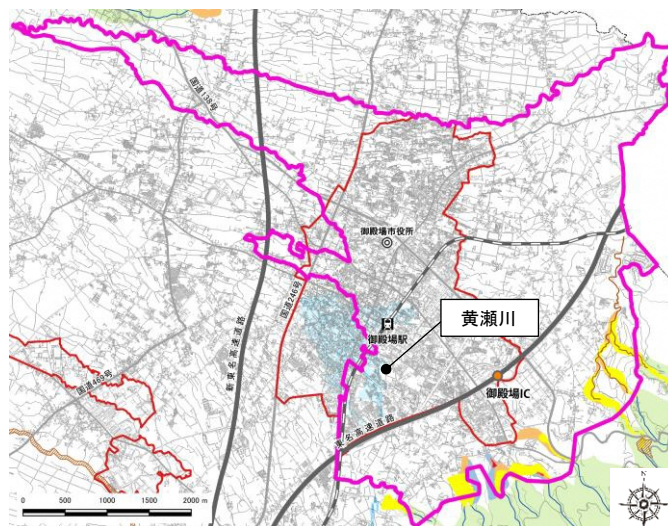 国道138号
御殿場市役所
国道246号
新東名高速道路
御殿場駅
黄瀬川
国道469号
御殿場IC
東名高速道路
0 500 1000 1500 2000 m
N